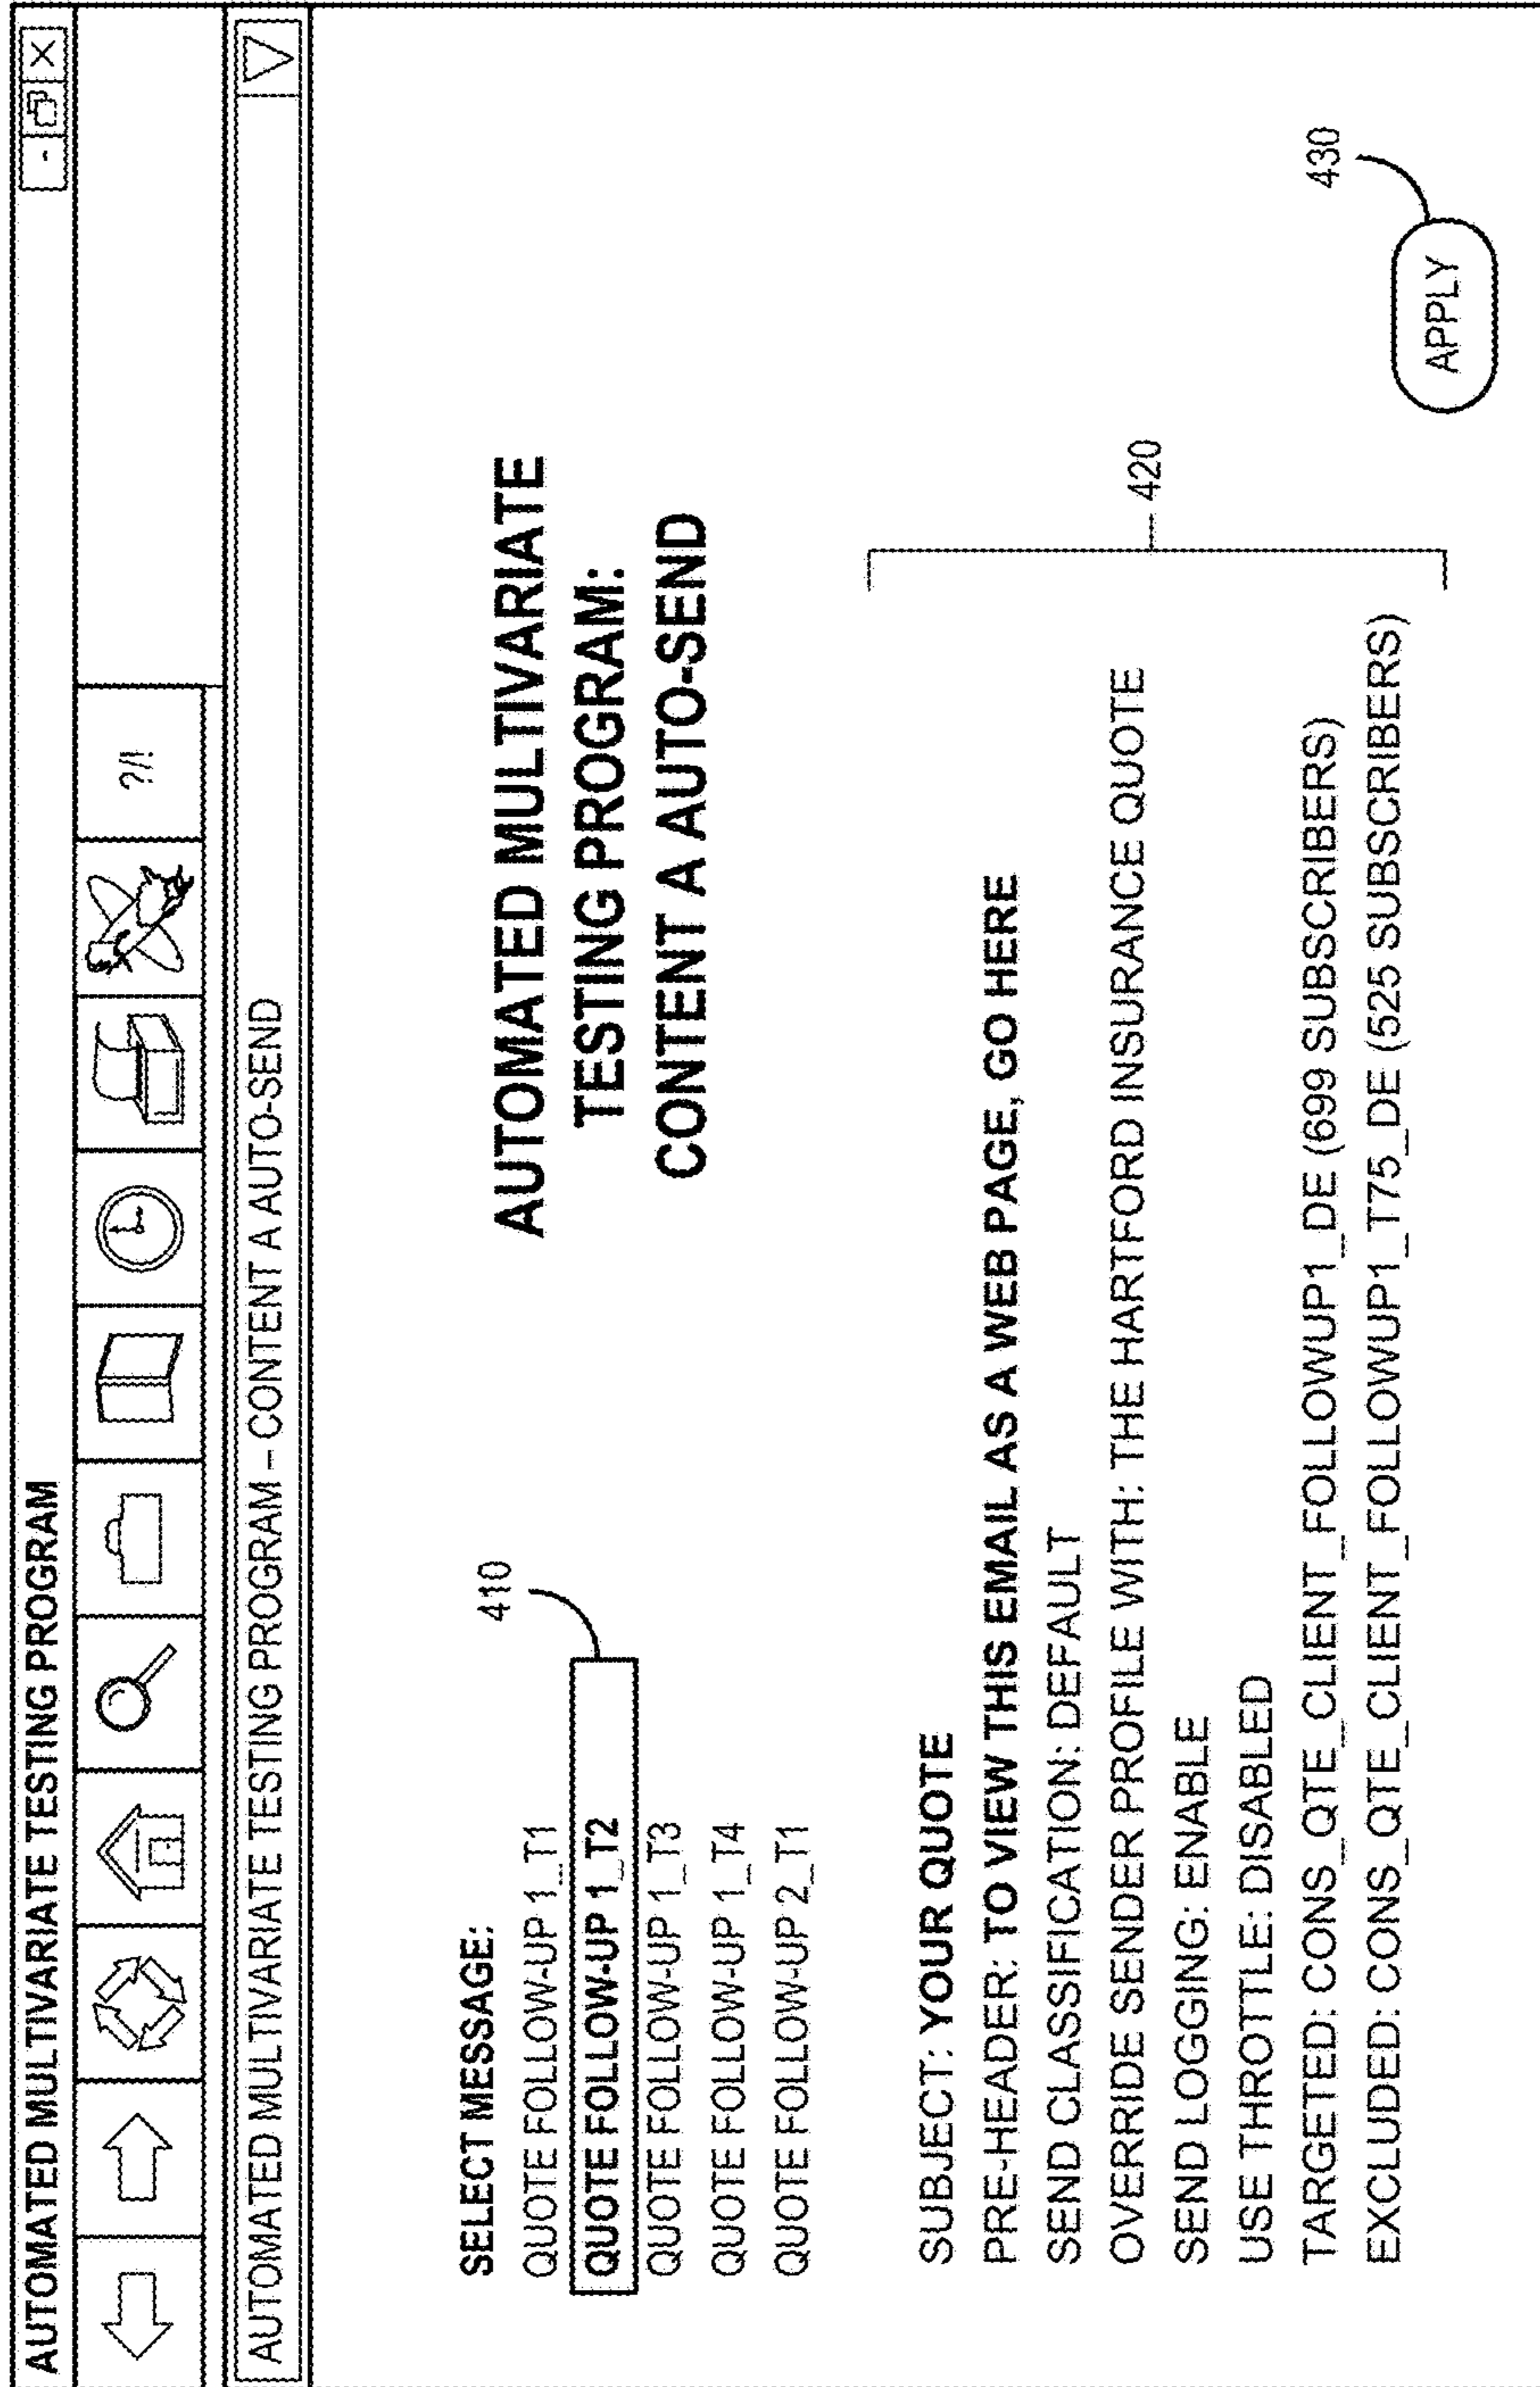 AUTOMATED MULTIVARIATE TESTING PROGRAM
- X
?/!
AUTOMATED MULTIVARIATE TESTING PROGRAM – CONTENT A AUTO-SEND
AUTOMATED MULTIVARIATE
TESTING PROGRAM:
CONTENT A AUTO-SEND
SELECT MESSAGE:
410
QUOTE FOLLOW-UP 1_T1
QUOTE FOLLOW-UP 1_T2
QUOTE FOLLOW-UP 1_T3
QUOTE FOLLOW-UP 1_T4
QUOTE FOLLOW-UP 2_T1
SUBJECT: YOUR QUOTE
PRE-HEADER: TO VIEW THIS EMAIL AS A WEB PAGE, GO HERE
SEND CLASSIFICATION: DEFAULT
OVERRIDE SENDER PROFILE WITH: THE HARTFORD INSURANCE QUOTE
SEND LOGGING: ENABLE
USE THROTTLE: DISABLED
TARGETED: CONS_QTE_CLIENT_FOLLOWUP1_DE (699 SUBSCRIBERS)
EXCLUDED: CONS_QTE_CLIENT_FOLLOWUP1_T75_DE (525 SUBSCRIBERS)
420
430
APPLY